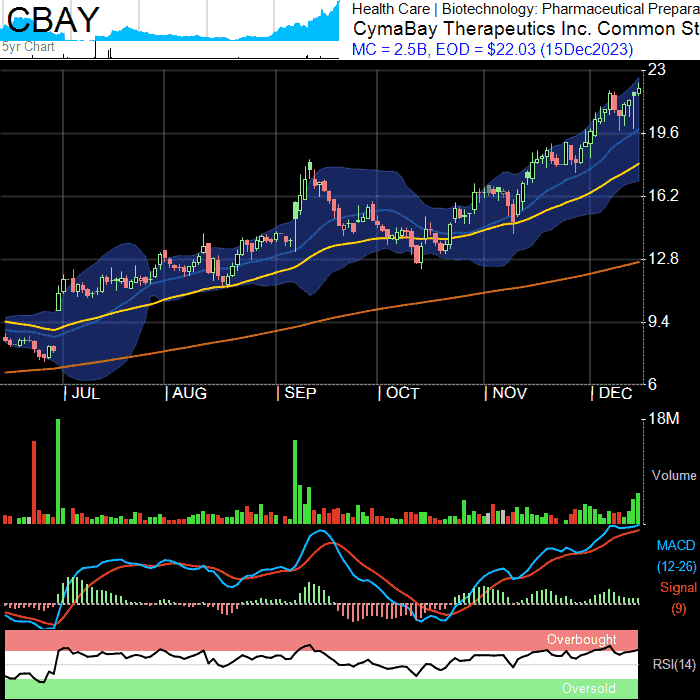 CBAY
5yr Chart
Health Care | Biotechnology: Pharmaceutical Prepara
CymaBay Therapeutics Inc. Common St
MC = 2.5B, EOD = $22.03 (15Dec2023)
23
19.6
16.2
12.8
9.4
6
| JUL | AUG | SEP | OCT | NOV | DEC
18M
Volume
MACD
(12-26)
Signal
(9)
Overbought
RSI(14)
Oversold